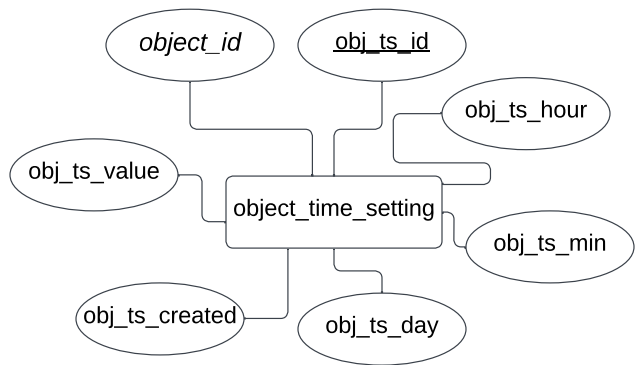 object_id
obj_ts_id
obj_ts_hour
obj_ts_value
object_time_setting
obj_ts_min
obj_ts_created
obj_ts_day